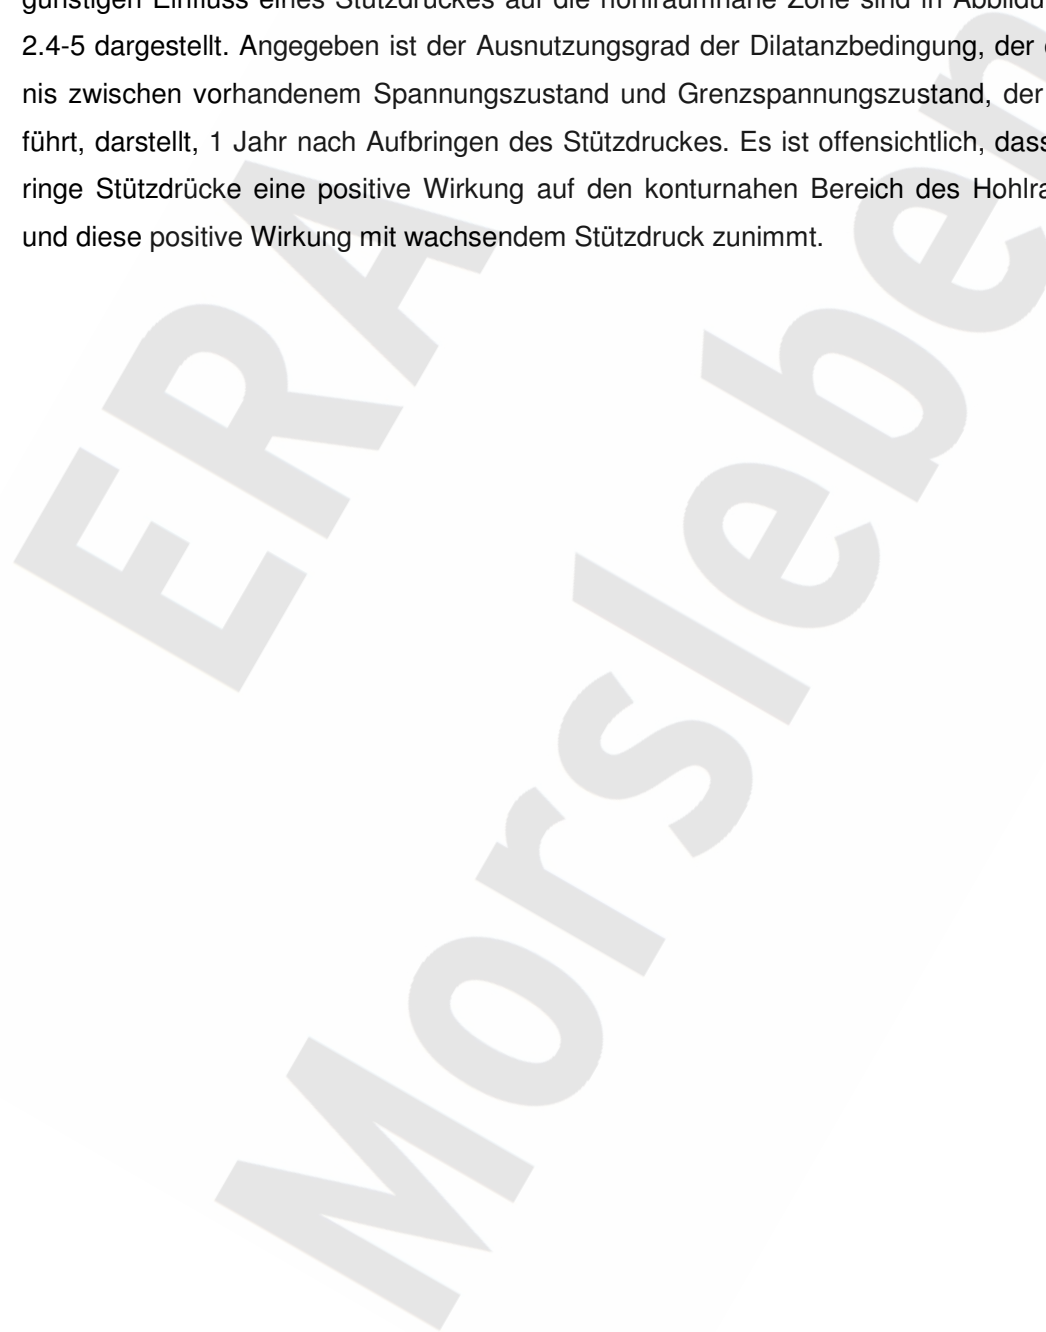 günstigen Einfluss eines Stützdruckes auf die hohlraumnahe Zone sind in Abbildu
2.4-5 dargestellt. Angegeben ist der Ausnutzungsgrad der Dilatanzbedingung, der
nis zwischen vorhandenem Spannungszustand und Grenzspannungszustand, der
führt, darstellt, 1 Jahr nach Aufbringen des Stützdruckes. Es ist offensichtlich, dass
ringe Stützdrücke eine positive Wirkung auf den konturnahen Bereich des Hohlra
und diese positive Wirkung mit wachsendem Stützdruck zunimmt.
ERA
Morsleben